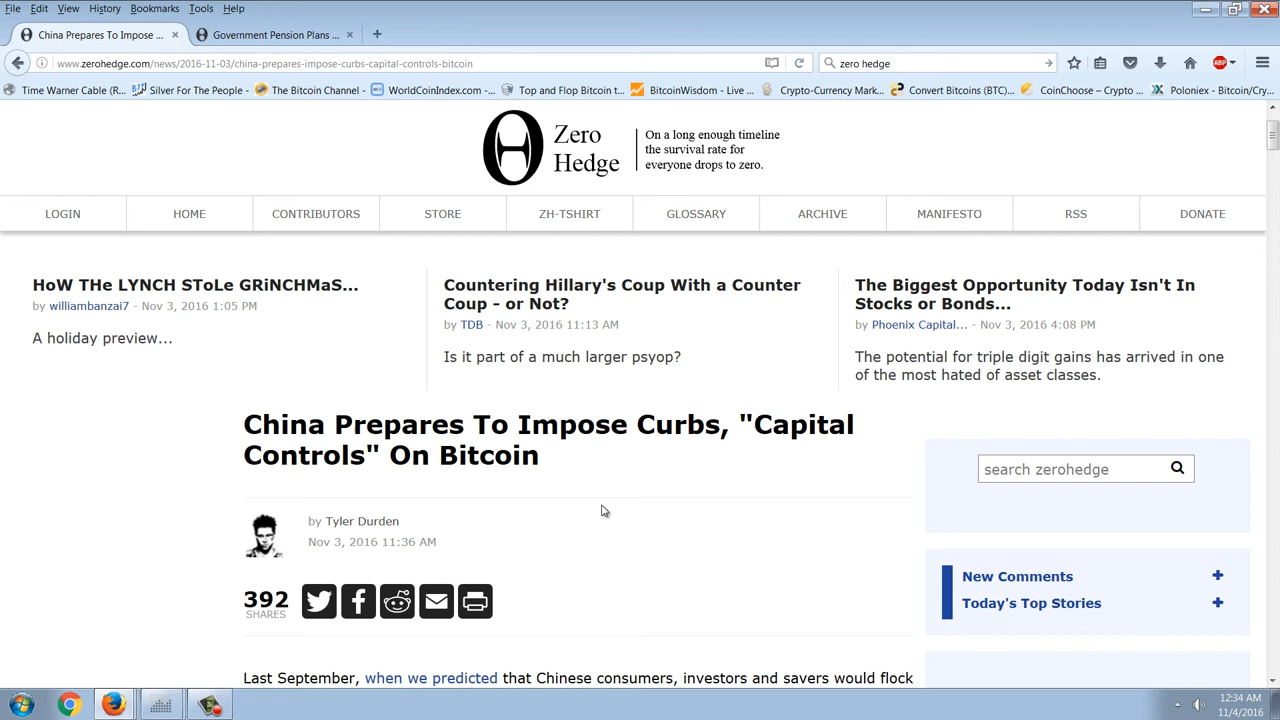 File Edit View History Bookmarks Tools Help
China Prepares To Impose ... × Government Pension Plans ... × +
www.zerohedge.com/news/2016-11-03/china-prepares-impose-curbs-capital-controls-bitcoin zero hedge ABP
Time Warner Cable (R... Silver For The People - ... The Bitcoin Channel - ... WorldCoinIndex.com -... Top and Flop Bitcoin t... BitcoinWisdom - Live ... Crypto-Currency Mark... Convert Bitcoins (BTC)... CoinChoose – Crypto ... Poloniex - Bitcoin/Cry...
Zero
Hedge
On a long enough timeline
the survival rate for
everyone drops to zero.
LOGIN HOME CONTRIBUTORS STORE ZH-TSHIRT GLOSSARY ARCHIVE MANIFESTO RSS DONATE
HoW THe LYNCH SToLe GRiNCHMaS...
by williambanzai7 - Nov 3, 2016 1:05 PM
A holiday preview...
Countering Hillary's Coup With a Counter
Coup - or Not?
by TDB - Nov 3, 2016 11:13 AM
Is it part of a much larger psyop?
The Biggest Opportunity Today Isn't In
Stocks or Bonds...
by Phoenix Capital... - Nov 3, 2016 4:08 PM
The potential for triple digit gains has arrived in one
of the most hated of asset classes.
China Prepares To Impose Curbs, "Capital
Controls" On Bitcoin
by Tyler Durden
Nov 3, 2016 11:36 AM
392
SHARES
Last September, when we predicted that Chinese consumers, investors and savers would flock
search zerohedge
New Comments +
Today's Top Stories +
12:34 AM
11/4/2016